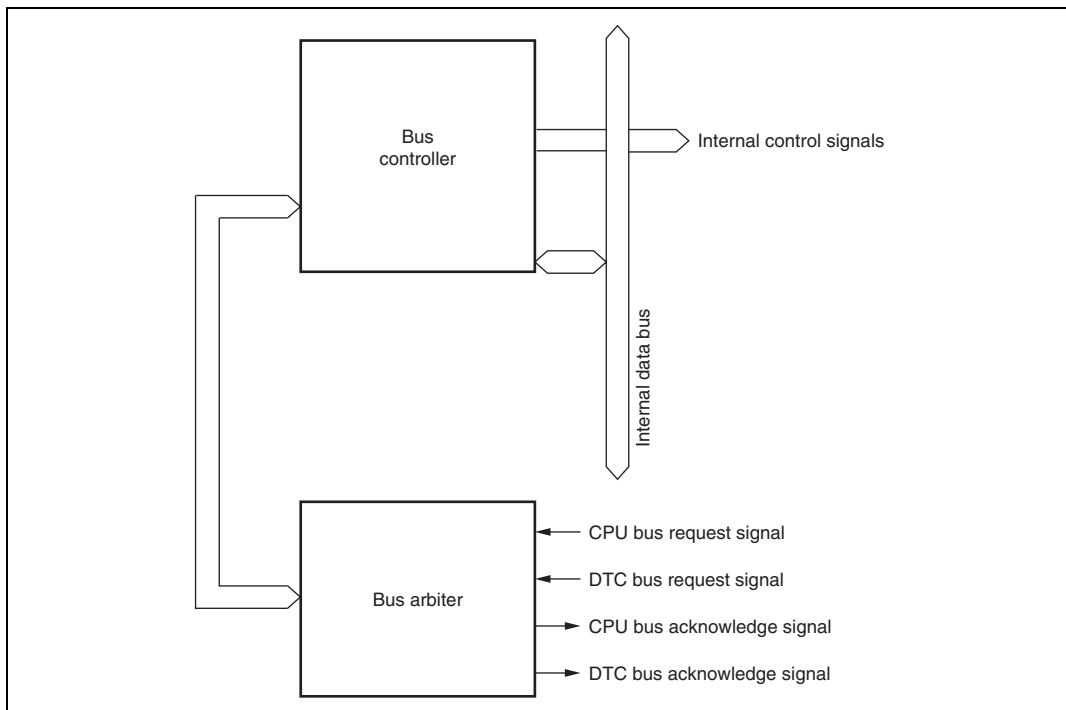 Bus
controller
Internal control signals
Internal data bus
Bus arbiter
CPU bus request signal
DTC bus request signal
CPU bus acknowledge signal
DTC bus acknowledge signal